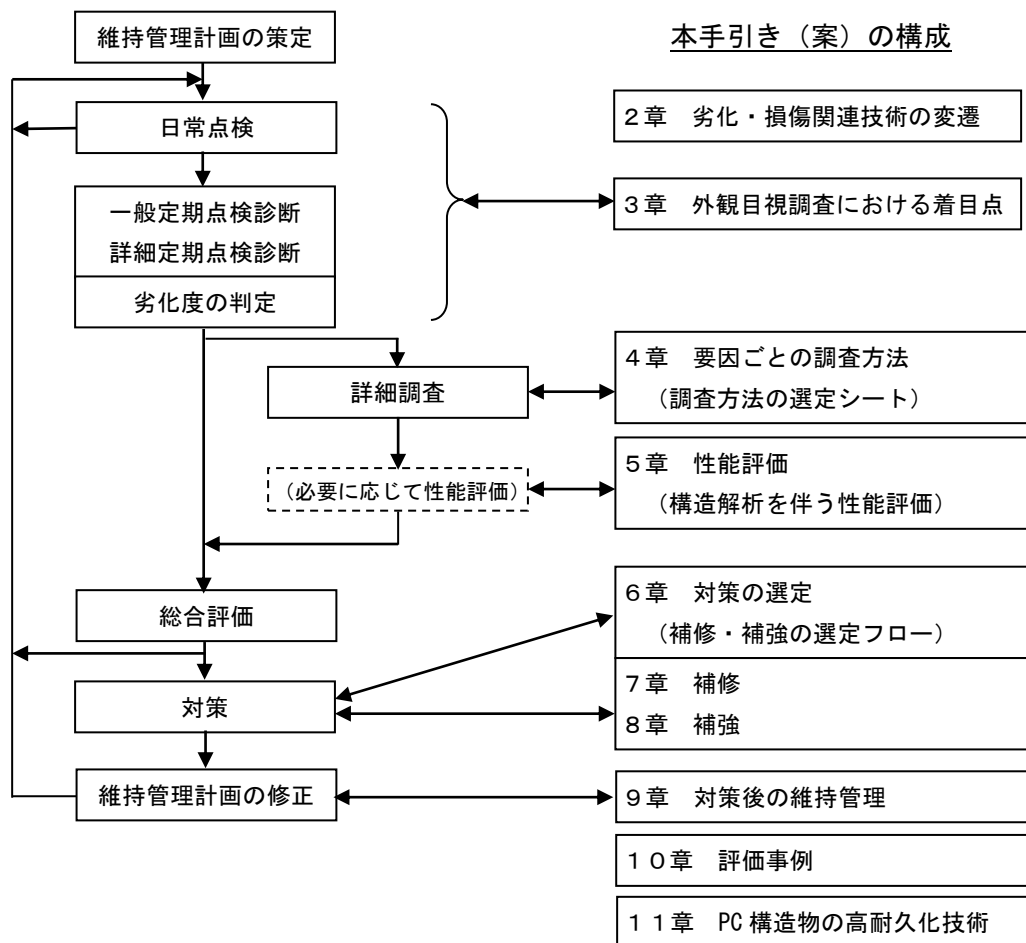 維持管理計画の策定
日常点検
一般定期点検診断
詳細定期点検診断
劣化度の判定
詳細調査
(必要に応じて性能評価)
総合評価
対策
維持管理計画の修正
本手引き(案)の構成
2章 劣化・損傷関連技術の変遷
3章 外観目視調査における着目点
4章 要因ごとの調査方法
(調査方法の選定シート)
5章 性能評価
(構造解析を伴う性能評価)
6章 対策の選定
(補修・補強の選定フロー)
7章 補修
8章 補強
9章 対策後の維持管理
10章 評価事例
11章 PC構造物の高耐久化技術